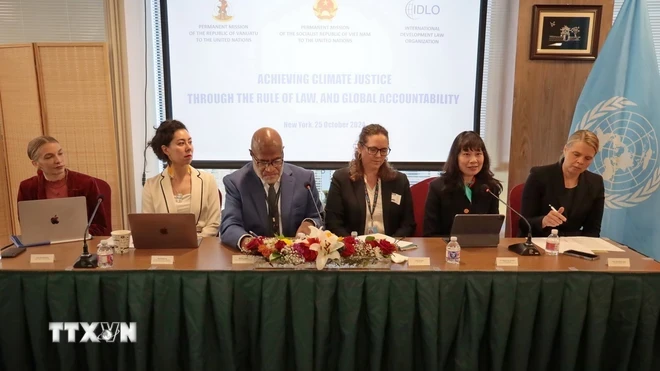 PERMANENT MISSION
OF THE REPUBLIC OF VANUATU
TO THE UNITED NATIONS
PERMANENT MISSION
OF THE SOCIALIST REPUBLIC OF VIET NAM
TO THE UNITED NATIONS
IDLO
INTERNATIONAL
DEVELOPMENT LAW
ORGANIZATION
ACHIEVING CLIMATE JUSTICE
THROUGH THE RULE OF LAW, AND GLOBAL ACCOUNTABILITY
New York, 25 October
TTXVN